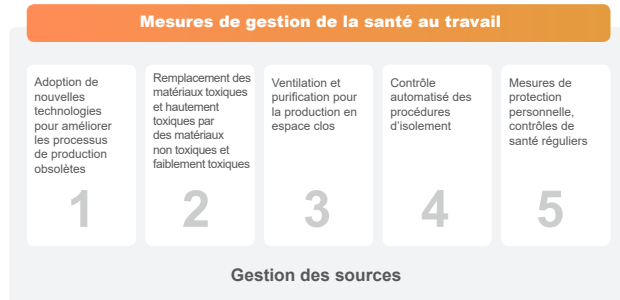 Mesures de gestion de la santé au travail
Adoption de
nouvelles
technologies
pour améliorer
les processus
de production
obsolètes
1
Remplacement des
matériaux toxiques
et hautement
toxiques par
des matériaux
non toxiques et
faiblement toxiques
2
Ventilation et
purification pour
la production en
espace clos
3
Contrôle
automatisé des
procédures
d’isolement
4
Mesures de
protection
personnelle,
contrôles de
santé réguliers
5
Gestion des sources